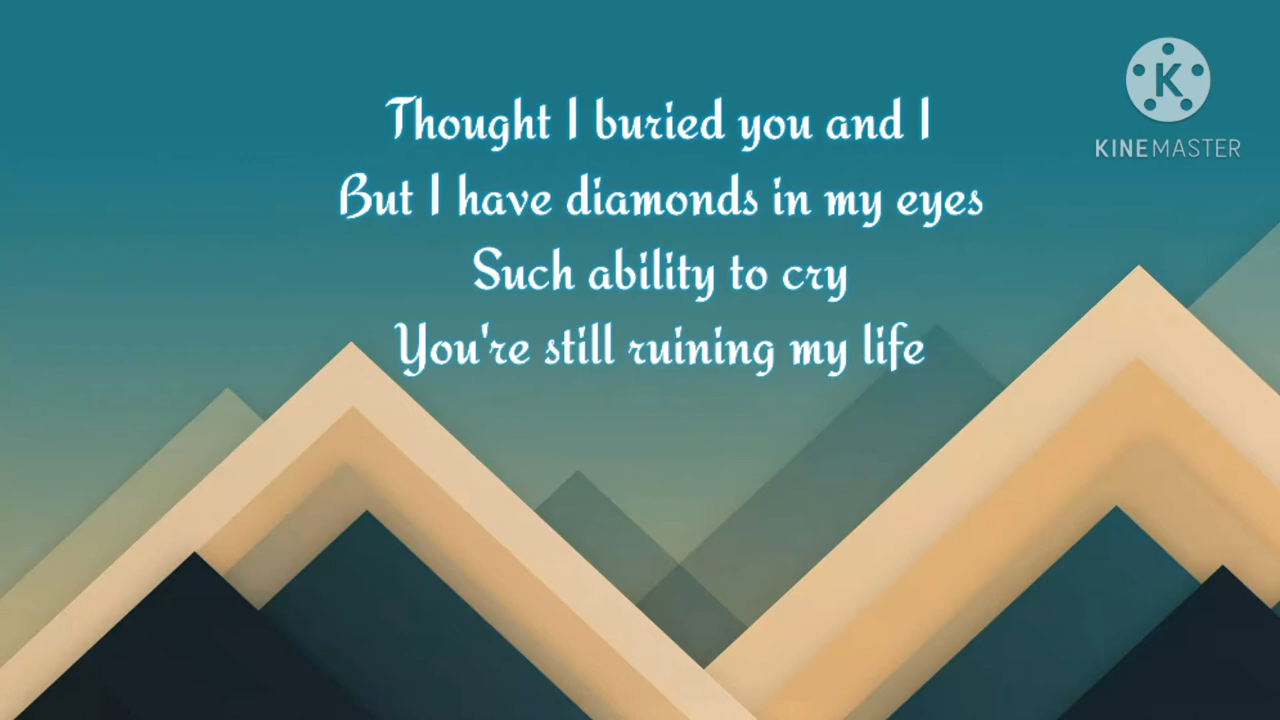 Thought I buried you and I
But I have diamonds in my eyes
Such ability to cry
You're still ruining my life
K
KINEMASTER